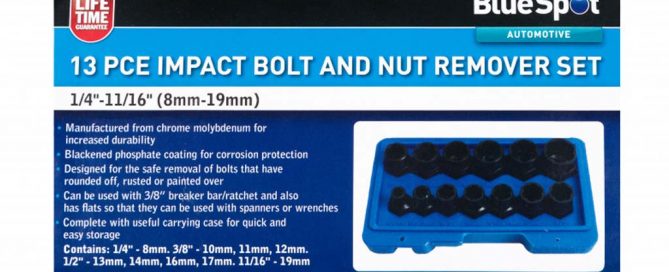 LIFE
TIME
GUARANTEE
BlueSpot
AUTOMOTIVE
13 PCE IMPACT BOLT AND NUT REMOVER SET
1/4"-11/16" (8mm-19mm)
• Manufactured from chrome molybdenum for
increased durability
• Blackened phosphate coating for corrosion protection
• Designed for the safe removal of bolts that have
rounded off, rusted or painted over
• Can be used with 3/8" breaker bar/ratchet and also
has flats so that they can be used with spanners or wrenches
• Complete with useful carrying case for quick and
easy storage
Contains: 1/4" - 8mm. 3/8" - 10mm, 11mm, 12mm.
1/2" - 13mm, 14mm, 16mm, 17mm. 11/16" - 19mm